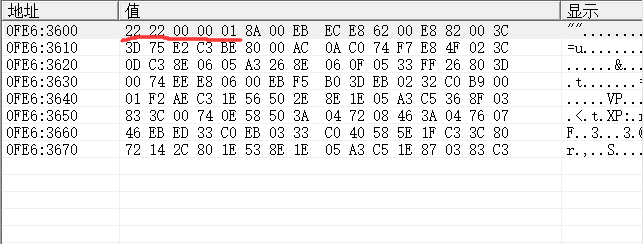 地址 值 显示
0FE6:3600 22 22 00 00 01 8A 00 EB EC E8 62 00 E8 82 00 3C ""........
0FE6:3610 3D 75 E2 C3 BE 80 00 AC 0A C0 74 F7 E8 4F 02 3C =u........
0FE6:3620 0D C3 8E 06 05 A3 26 8E 06 0F 05 33 FF 26 80 3D ......&...
0FE6:3630 00 74 EE E8 06 00 EB F5 B0 3D EB 02 32 C0 B9 00 .t.......=
0FE6:3640 01 F2 AE C3 1E 56 50 2E 8E 1E 05 A3 C5 36 8F 03 .....VP...
0FE6:3650 83 3C 00 74 0E 58 50 3A 04 72 08 46 3A 04 76 07 .<.t.XP:.r
0FE6:3660 46 EB ED 33 C0 EB 03 33 C0 40 58 5E 1F C3 3C 80 F..3...3.@
0FE6:3670 72 14 2C 80 1E 53 8E 1E 05 A3 C5 1E 87 03 83 C3 r.,..S....